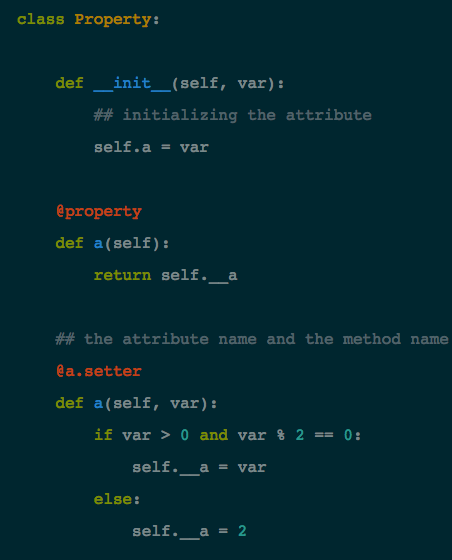 class Property:
    def __init__(self, var):
        ## initializing the attribute
        self.a = var
    @property
    def a(self):
        return self.__a
    ## the attribute name and the method name
    @a.setter
    def a(self, var):
        if var > 0 and var % 2 == 0:
            self.__a = var
        else:
            self.__a = 2